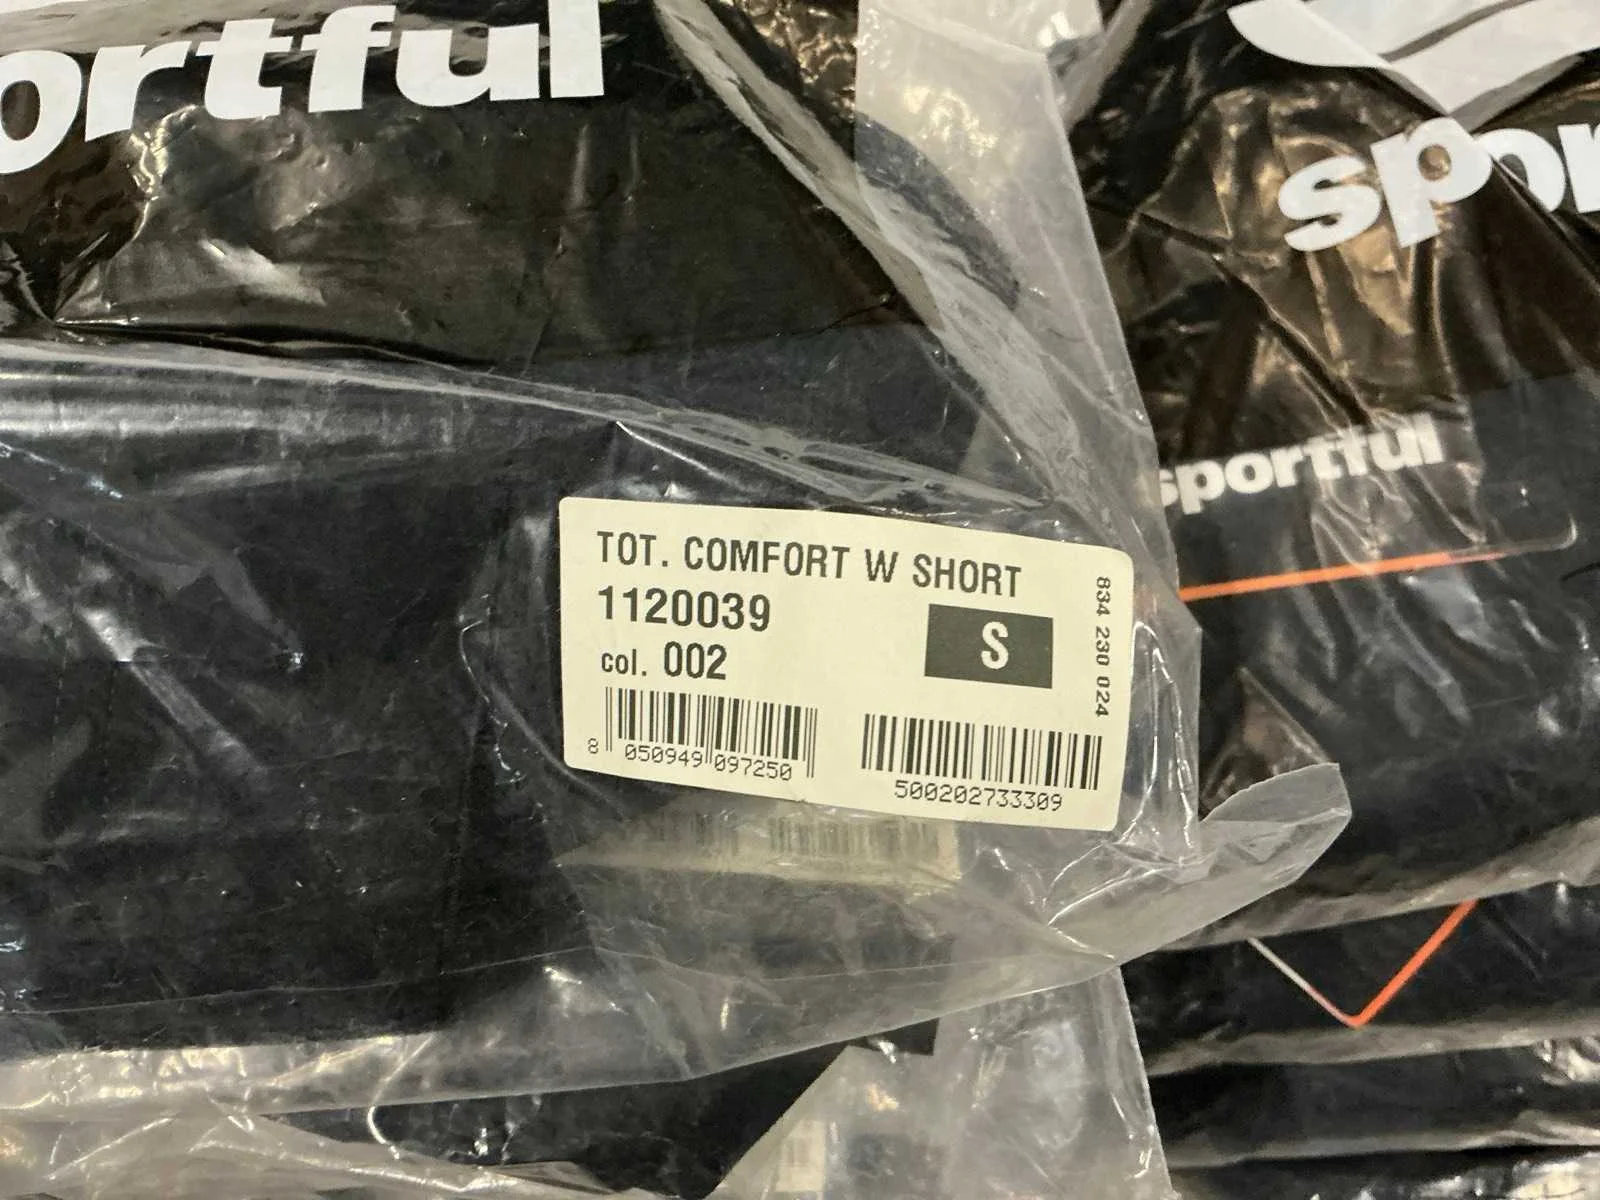 ortful
spor
sportful
TOT. COMFORT W SHORT
1120039
S
col. 002
834 230 024
8 050949 097250
500202733309